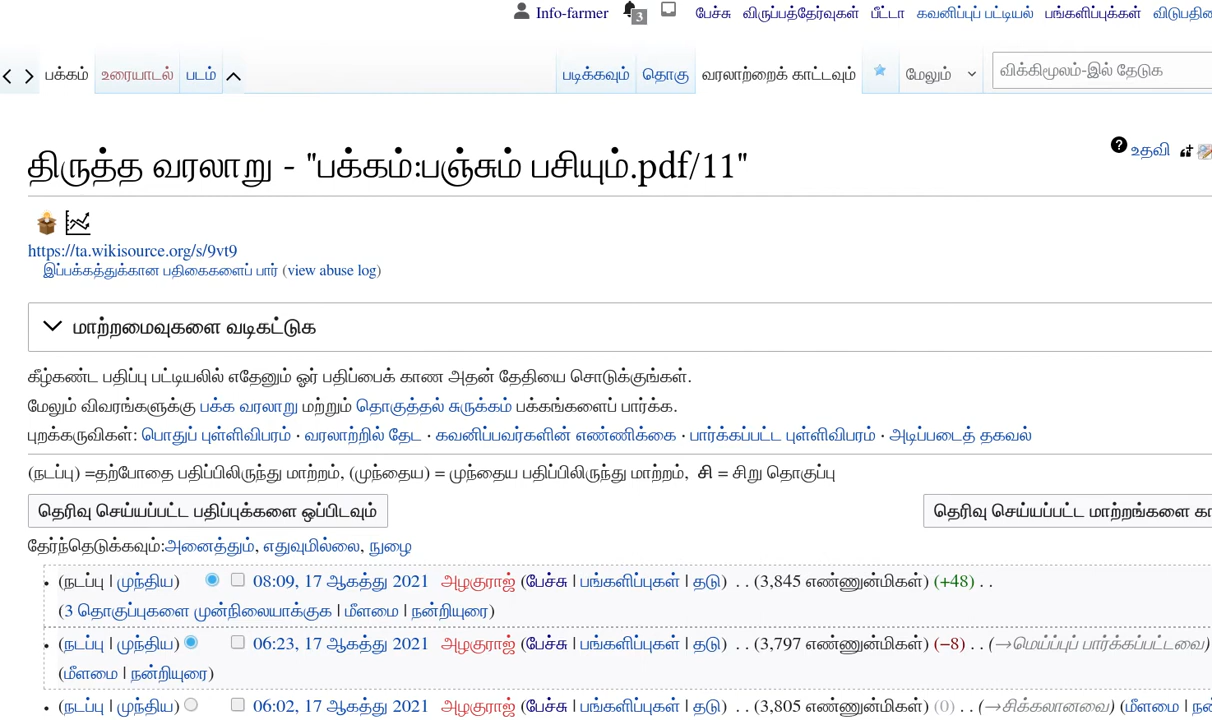 Info-farmer 3 பேச்சு விருப்பத்தேர்வுகள் பீட்டா கவனிப்புப் பட்டியல் பங்களிப்புக்கள்
பக்கம் உரையாடல் படம் படிக்கவும் தொகு வரலாற்றைக் காட்டவும் மேலும் விக்கிமூலம்-இல் தேடுக
திருத்த வரலாறு - "பக்கம்:பஞ்சும் பசியும்.pdf/11"
உதவி
https://ta.wikisource.org/s/9vt9
இப்பக்கத்துக்கான பதிகைகளைப் பார் (view abuse log)
மாற்றமைவுகளை வடிகட்டுக
கீழ்கண்ட பதிப்பு பட்டியலில் எதேனும் ஓர் பதிப்பைக் காண அதன் தேதியை சொடுக்குங்கள்.
மேலும் விவரங்களுக்கு பக்க வரலாறு மற்றும் தொகுத்தல் சுருக்கம் பக்கங்களைப் பார்க்க.
புறக்கருவிகள்: பொதுப் புள்ளிவிபரம் · வரலாற்றில் தேட · கவனிப்பவர்களின் எண்ணிக்கை · பார்க்கப்பட்ட புள்ளிவிபரம் · அடிப்படைத் தகவல்
(நடப்பு) =தற்போதை பதிப்பிலிருந்து மாற்றம், (முந்தைய) = முந்தைய பதிப்பிலிருந்து மாற்றம், சி = சிறு தொகுப்பு
தெரிவு செய்யப்பட்ட பதிப்புக்களை ஒப்பிடவும் தெரிவு செய்யப்பட்ட மாற்றங்களை
தேர்ந்தெடுக்கவும்:அனைத்தும், எதுவுமில்லை, நுழை
(நடப்பு | முந்திய) 08:09, 17 ஆகத்து 2021 அழகுராஜ் (பேச்சு | பங்களிப்புகள் | தடு) . . (3,845 எண்ணுன்மிகள்) (+48) . .
(3 தொகுப்புகளை முன்நிலையாக்குக | மீளமை | நன்றியுரை)
(நடப்பு | முந்திய) 06:23, 17 ஆகத்து 2021 அழகுராஜ் (பேச்சு | பங்களிப்புகள் | தடு) . . (3,797 எண்ணுன்மிகள்) (−8) . . (→மெய்ப்புப் பார்க்கப்பட்டவை)
(மீளமை | நன்றியுரை)
(நடப்பு | முந்திய) 06:02, 17 ஆகத்து 2021 அழகுராஜ் (பேச்சு | பங்களிப்புகள் | தடு) . . (3,805 எண்ணுன்மிகள்) (0) . . (→சிக்கலானவை) (மீளமை |